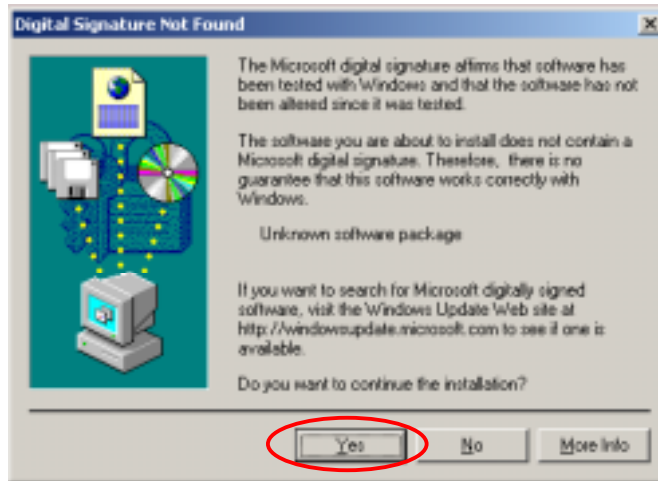 Digital Signature Not Found
The Microsoft digital signature affirms that software has
been tested with Windows and that the software has not
been altered since it was tested.
The software you are about to install does not contain a
Microsoft digital signature. Therefore, there is no
guarantee that this software works correctly with
Windows.
Unknown software package
If you want to search for Microsoft digitally signed
software, visit the Windows Update Web site at
http://windowsupdate.microsoft.com to see if one is
available.
Do you want to continue the installation?
Yes
No
More Info